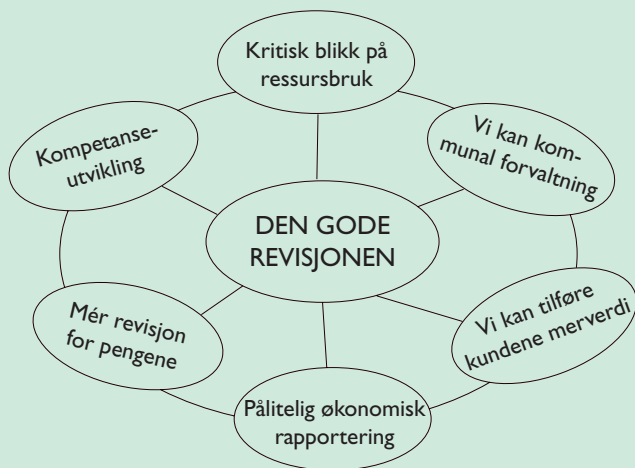 Kritisk blikk på
ressursbruk
Vi kan kom-
munal forvaltning
Vi kan tilføre
kundene merverdi
Pålitelig økonomisk
rapportering
Mér revisjon
for pengene
Kompetanse-
utvikling
DEN GODE
REVISJONEN